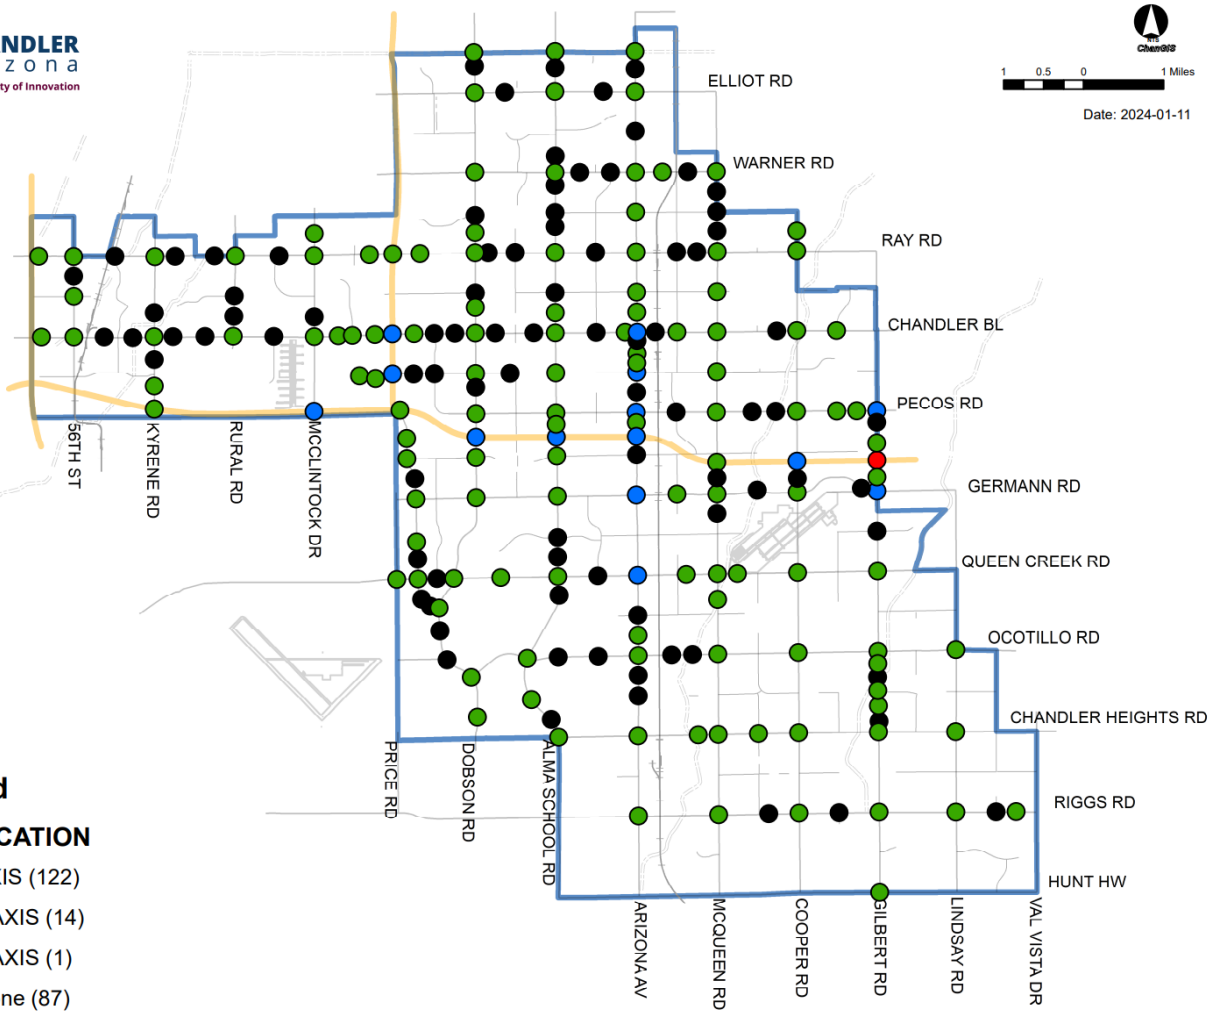 NDLER
zona
ty of Innovation
NTS
ChanGIS
1 0.5 0 1 Miles
Date: 2024-01-11
ELLIOT RD
WARNER RD
RAY RD
CHANDLER BL
PECOS RD
56TH ST
KYRENE RD
RURAL RD
MCCLINTOCK DR
GERMANN RD
QUEEN CREEK RD
OCOTILLO RD
CHANDLER HEIGHTS RD
PRICE RD
DOBSON RD
ALMA SCHOOL RD
d
CATION
XIS (122)
AXIS (14)
AXIS (1)
ne (87)
RIGGS RD
HUNT HW
ARIZONA AV
MCQUEEN RD
COOPER RD
GILBERT RD
LINDSAY RD
VAL VISTA DR